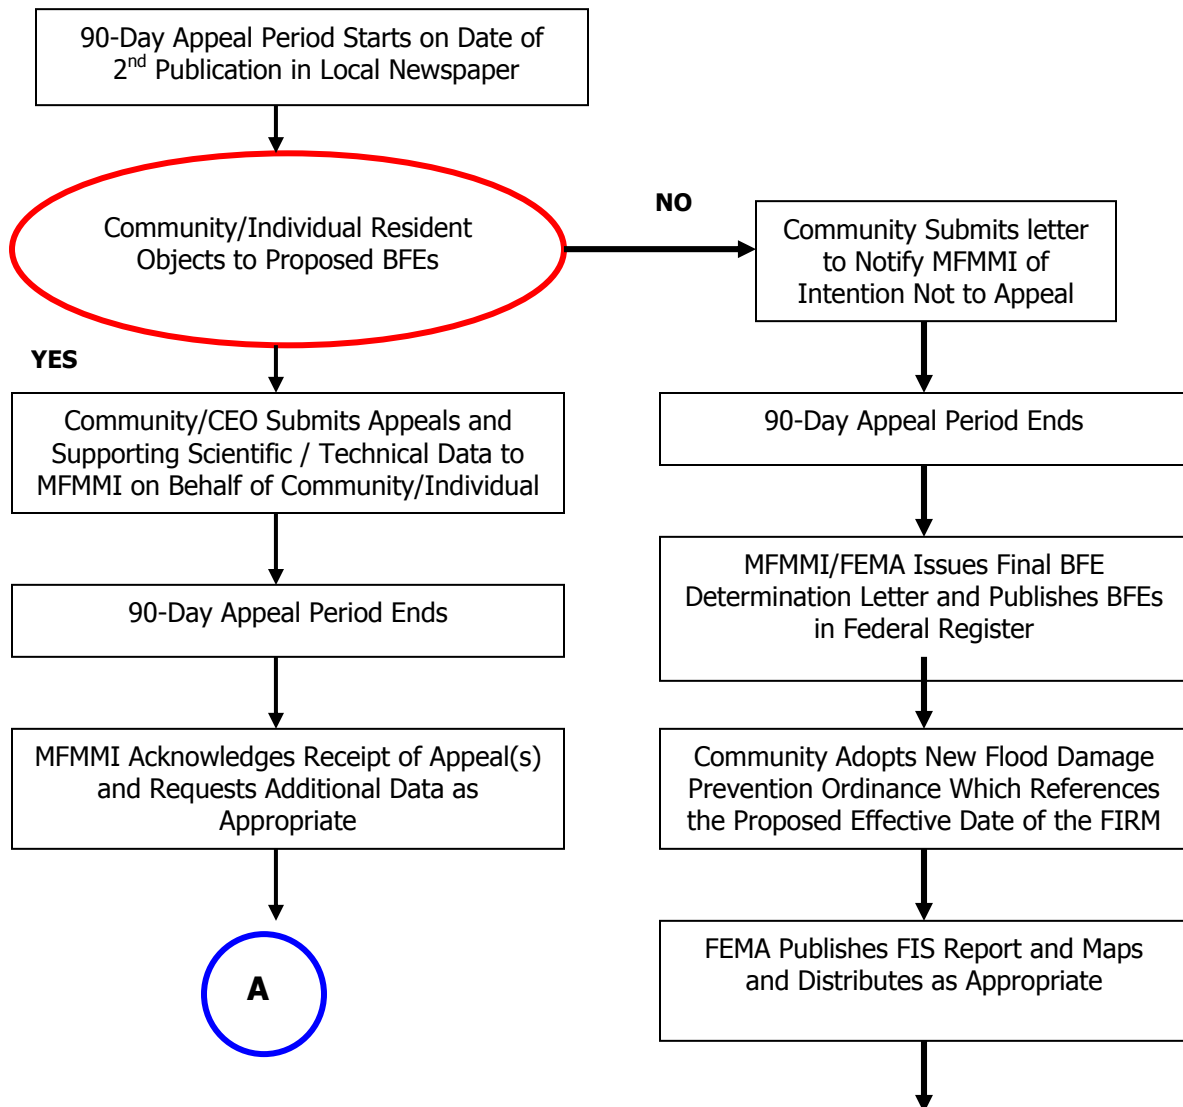 90-Day Appeal Period Starts on Date of
2nd Publication in Local Newspaper
Community/Individual Resident
Objects to Proposed BFEs
NO
Community Submits letter
to Notify MFMMI of
Intention Not to Appeal
YES
Community/CEO Submits Appeals and
Supporting Scientific / Technical Data to
MFMMI on Behalf of Community/Individual
90-Day Appeal Period Ends
MFMMI Acknowledges Receipt of Appeal(s)
and Requests Additional Data as
Appropriate
A
90-Day Appeal Period Ends
MFMMI/FEMA Issues Final BFE
Determination Letter and Publishes BFEs
in Federal Register
Community Adopts New Flood Damage
Prevention Ordinance Which References
the Proposed Effective Date of the FIRM
FEMA Publishes FIS Report and Maps
and Distributes as Appropriate